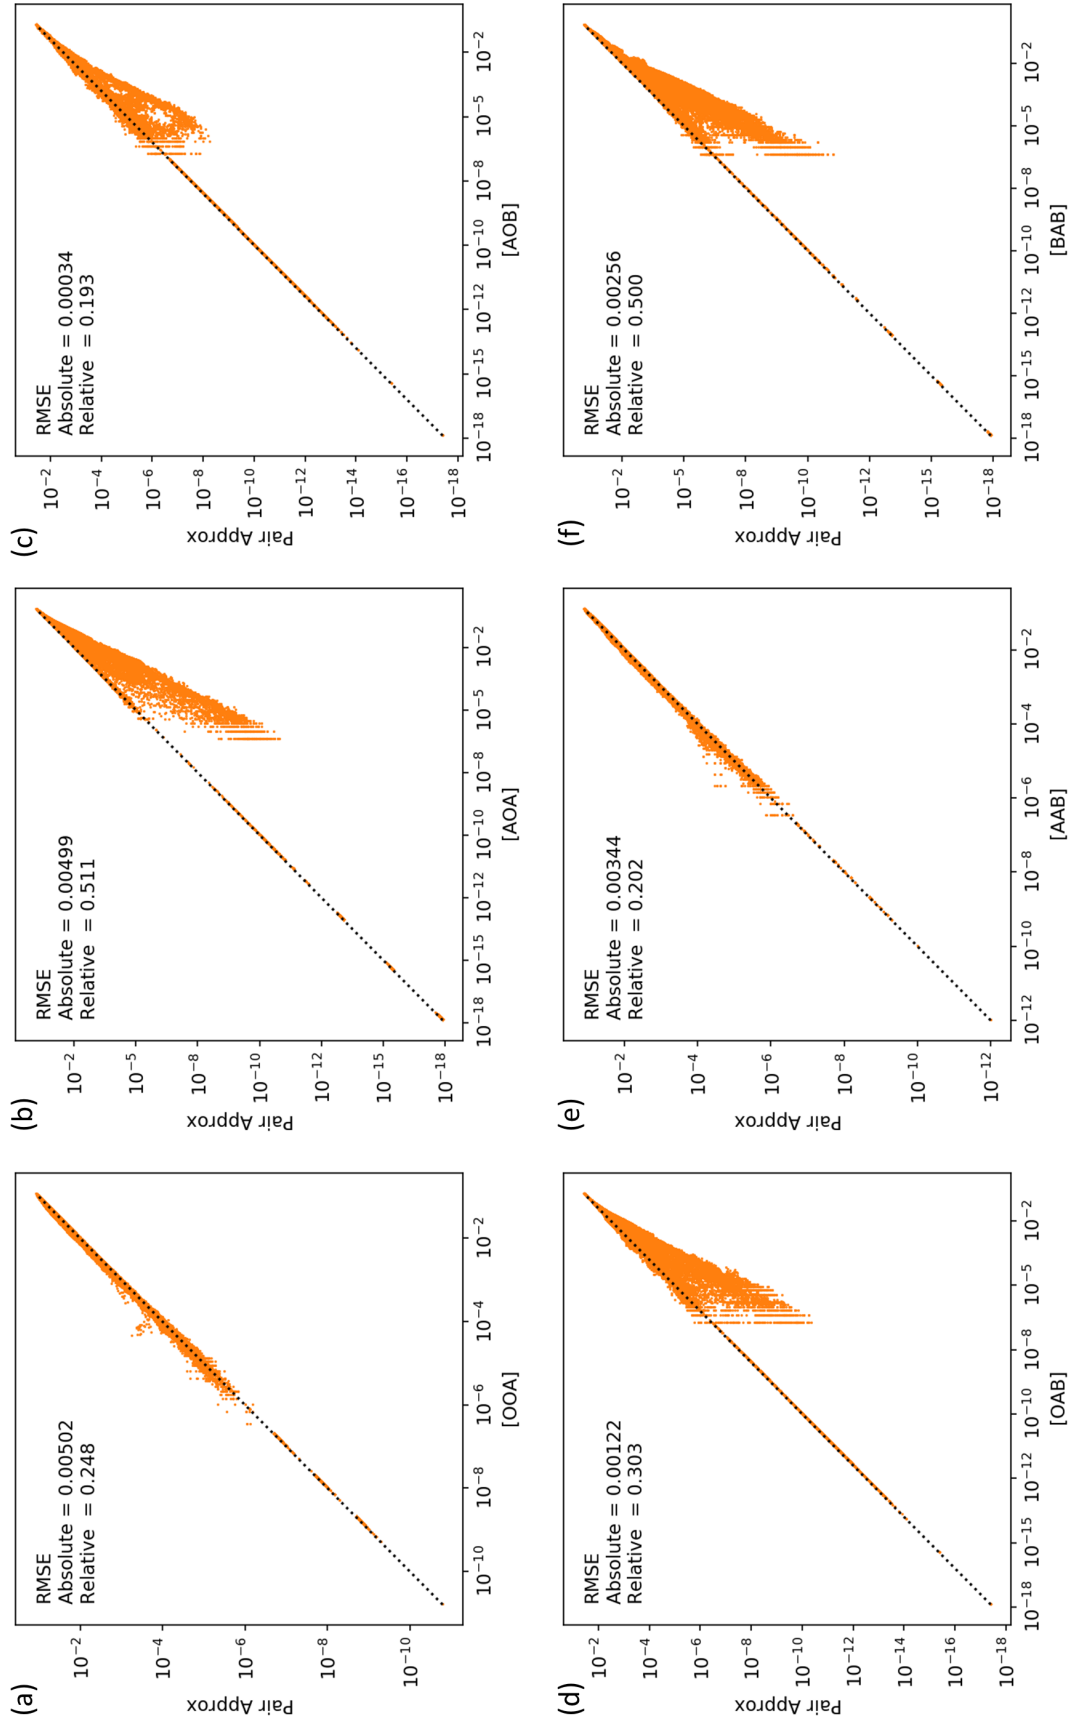 (a)
RMSE
Absolute = 0.00502
Relative = 0.248
Pair Approx
10−2
10−4
10−6
10−8
10−10
10−10
10−8
10−6
10−4
10−2
[OOA]
(b)
RMSE
Absolute = 0.00499
Relative = 0.511
Pair Approx
10−2
10−5
10−8
10−10
10−12
10−15
10−18
10−18
10−15
10−12
10−10
10−8
10−5
10−2
[AOA]
(c)
RMSE
Absolute = 0.00034
Relative = 0.193
Pair Approx
10−2
10−4
10−6
10−8
10−10
10−12
10−14
10−16
10−18
10−18
10−15
10−12
10−10
10−8
10−5
10−2
[AOB]
(d)
RMSE
Absolute = 0.00122
Relative = 0.303
Pair Approx
10−2
10−4
10−6
10−8
10−10
10−12
10−14
10−16
10−18
10−18
10−15
10−12
10−10
10−8
10−5
10−2
[OAB]
(e)
RMSE
Absolute = 0.00344
Relative = 0.202
Pair Approx
10−2
10−4
10−6
10−8
10−10
10−12
10−12
10−10
10−8
10−6
10−4
10−2
[AAB]
(f)
RMSE
Absolute = 0.00256
Relative = 0.500
Pair Approx
10−2
10−5
10−8
10−10
10−12
10−15
10−18
10−18
10−15
10−12
10−10
10−8
10−5
10−2
[BAB]